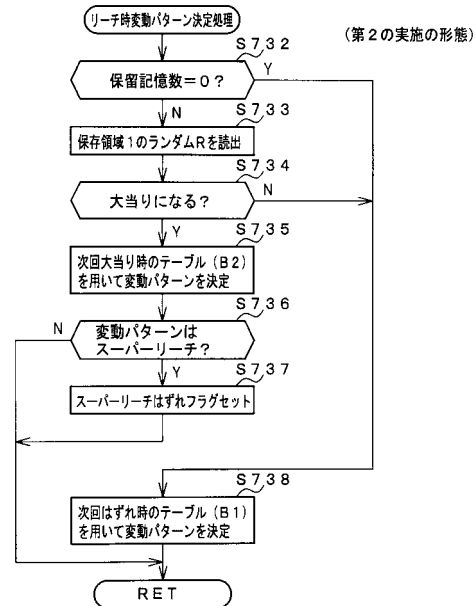 リーチ時変動パターン決定処理
(第2の実施の形態)
S732
保留記憶数=0?
Y
N
S733
保存領域1のランダムRを読出
S734
大当りになる?
N
Y
S735
次回大当り時のテーブル(B2)
を用いて変動パターンを決定
S736
N
変動パターンは
スーパーリーチ?
Y
S737
スーパーリーチはずれフラグセット
S738
次回はずれ時のテーブル(B1)
を用いて変動パターンを決定
RET